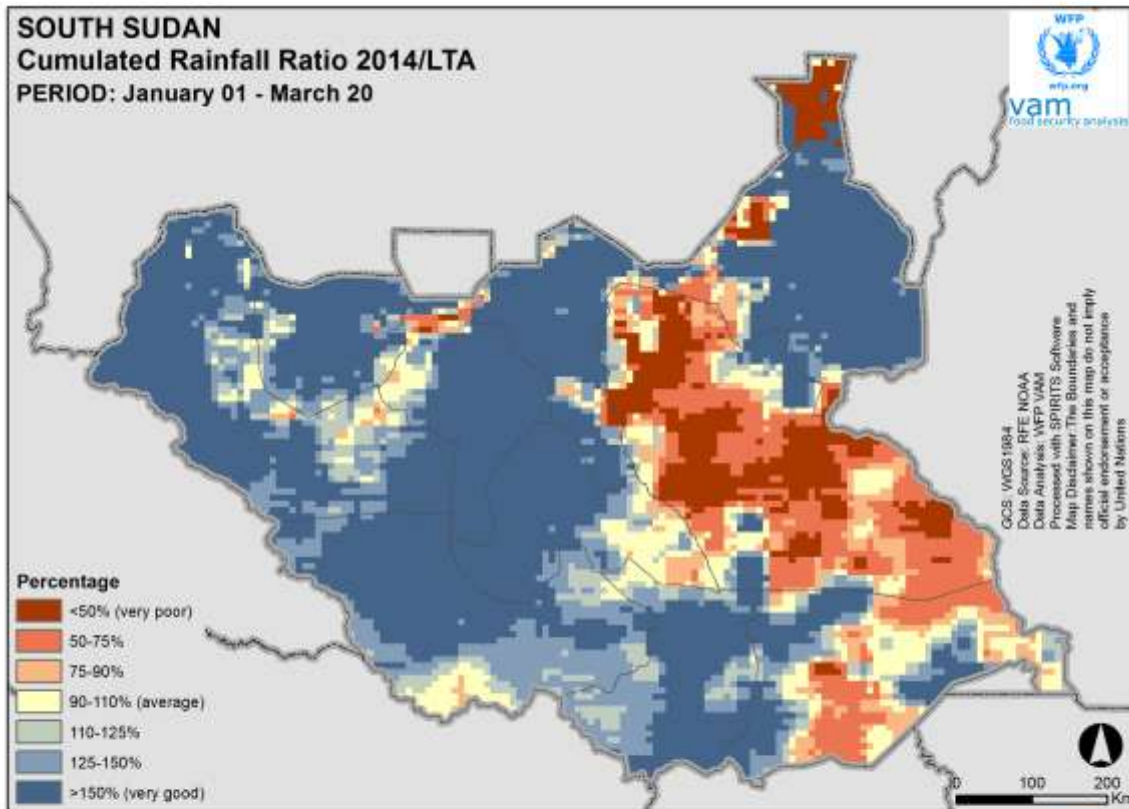 SOUTH SUDAN
Cumulated Rainfall Ratio 2014/LTA
PERIOD: January 01 - March 20
WFP
wfp.org
vam
food security analysis
GCS WGS1984
Data Source: RFE NOAA
Data Analysis: WFP VAM
Processed with SPIRITS Software
Map Disclaimer:The Boundaries and
names shown on this map do not imply
official endorsement or acceptance
by United Nations
Percentage
<50% (very poor)
50-75%
75-90%
90-110% (average)
110-125%
125-150%
>150% (very good)
0 100 200
Km